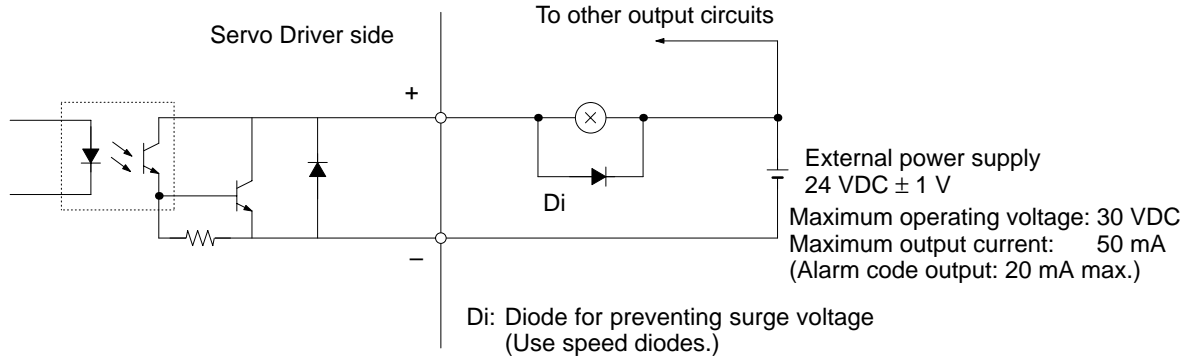 To other output circuits
Servo Driver side
+
External power supply
24 VDC ± 1 V
Di
Maximum operating voltage: 30 VDC
Maximum output current: 50 mA
(Alarm code output: 20 mA max.)
–
Di: Diode for preventing surge voltage
(Use speed diodes.)